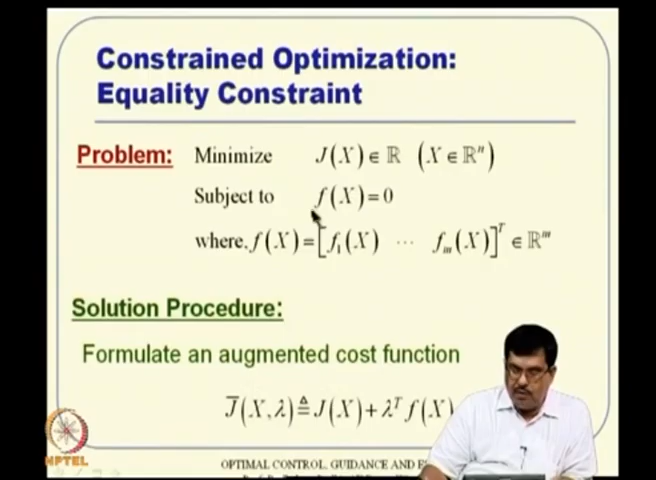 Constrained Optimization:
Equality Constraint
Problem: Minimize J(X) ∈ ℝ (X ∈ ℝⁿ)
Subject to f(X) = 0
where, f(X) = [f₁(X) ⋯ fₘ(X)]ᵀ ∈ ℝᵐ
Solution Procedure:
Formulate an augmented cost function
J̅(X, λ) ≜ J(X) + λᵀ f(X)
NPTEL
OPTIMAL CONTROL, GUIDANCE AND E